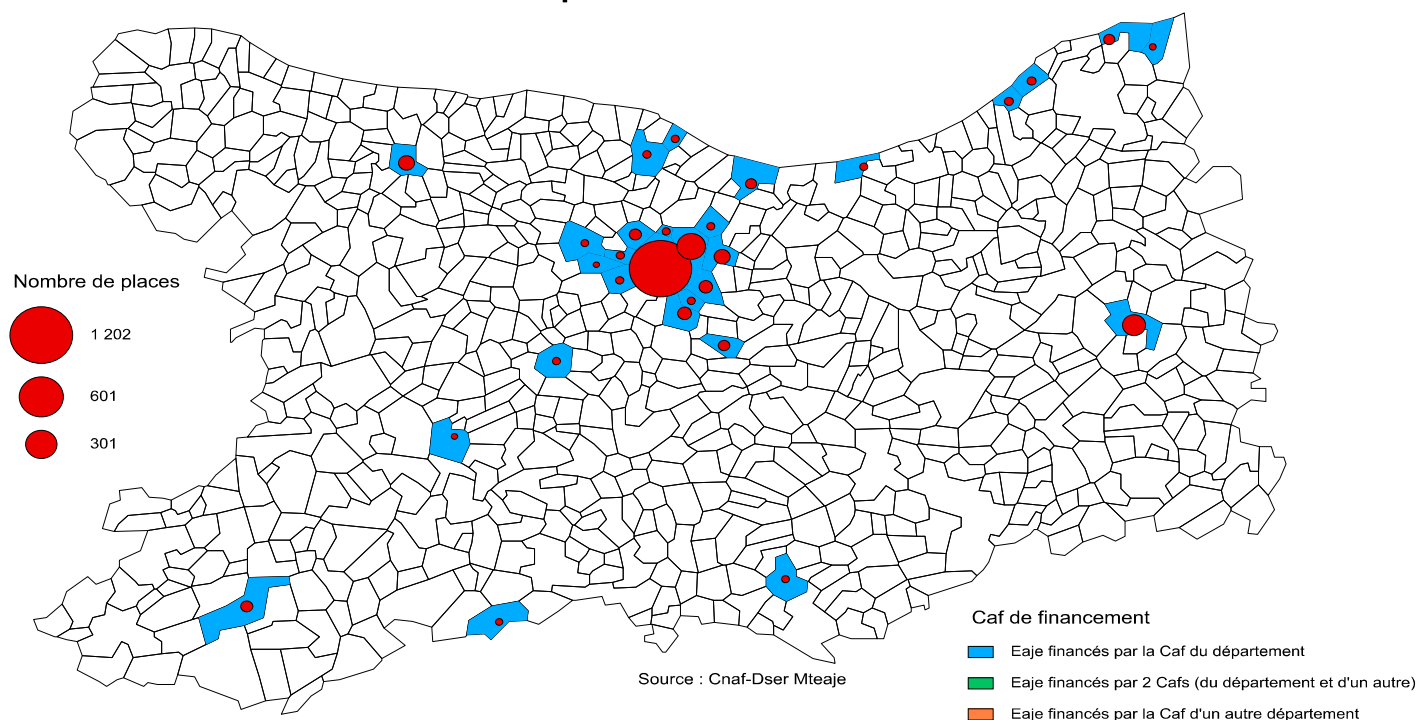 Nombre de places
1 202
601
301
Caf de financement
Eaje financés par la Caf du département
Eaje financés par 2 Cafs (du département et d'un autre)
Eaje financés par la Caf d'un autre département
Source : Cnaf-Dser Mteaje